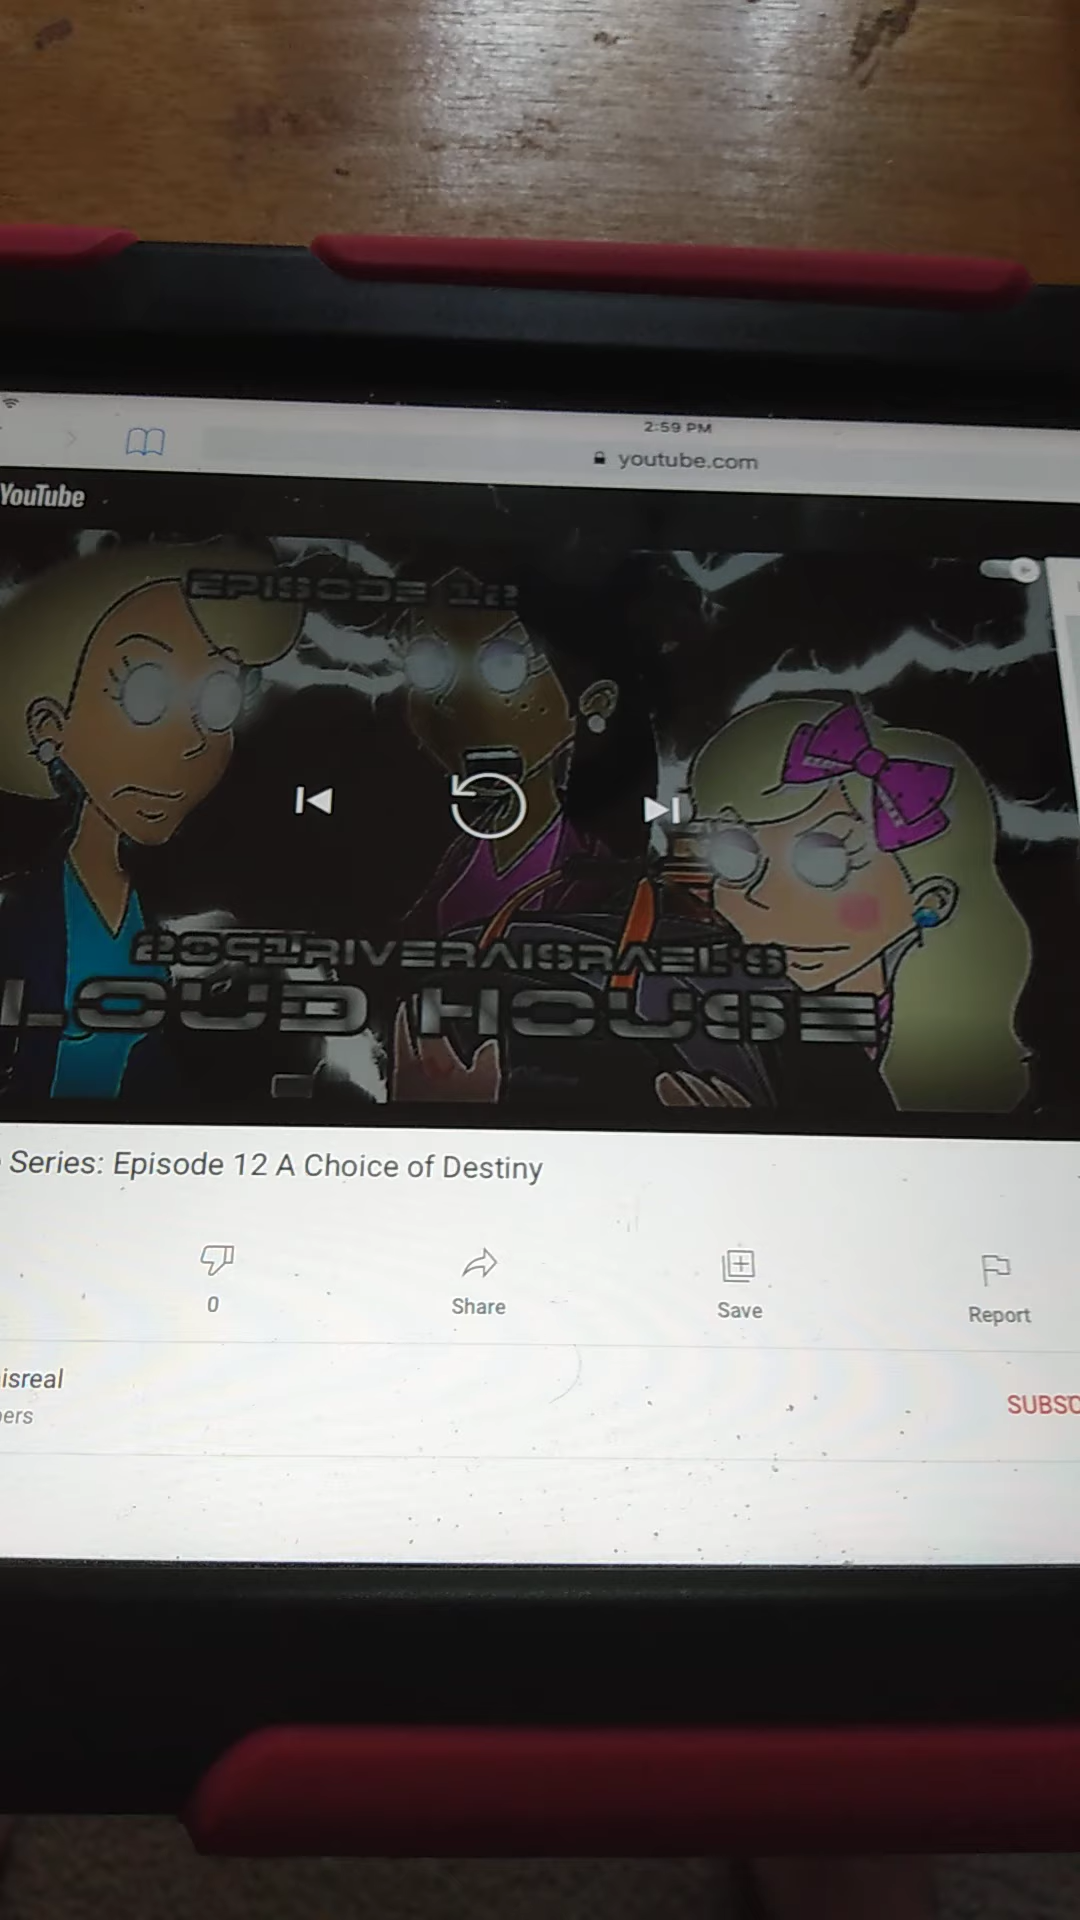 2:59 PM
youtube.com
YouTube
EPISODE 12
2091RIVERAISRAEL'S
LOUD HOUSE
Series: Episode 12 A Choice of Destiny
0
Share
Save
Report
isreal
SUBSC
ers